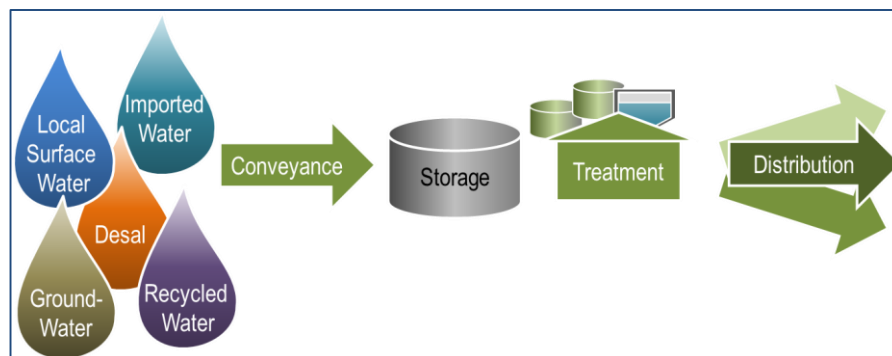 Imported
Water
Local
Surface
Water
Desal
Ground-
Water
Recycled
Water
Conveyance
Storage
Treatment
Distribution